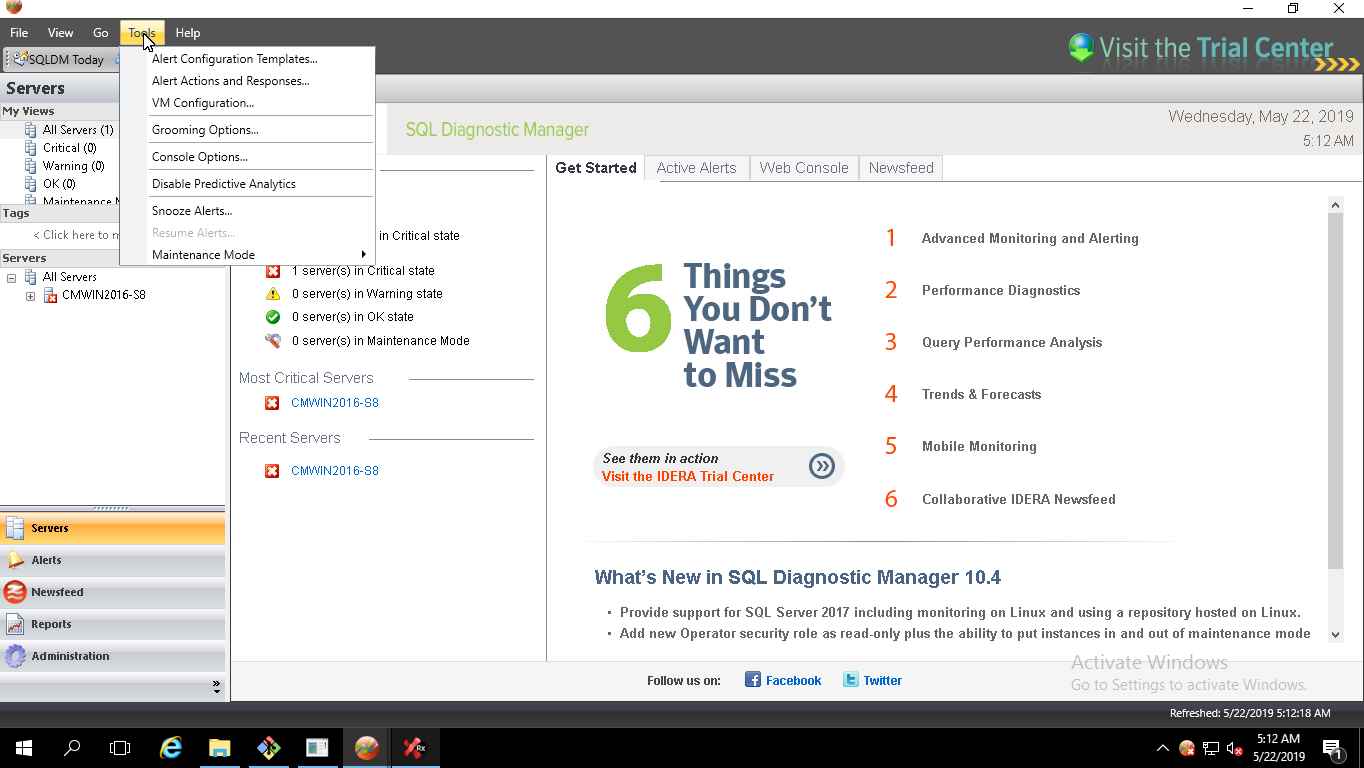 File View Go Tools Help
SQLDM Today
Visit the Trial Center
Servers
My Views
All Servers (1)
Critical (0)
Warning (0)
OK (0)
Maintenance
Tags
< Click here to
Servers
All Servers
CMWIN2016-S8
Alert Configuration Templates...
Alert Actions and Responses...
VM Configuration...
Grooming Options...
Console Options...
Disable Predictive Analytics
Snooze Alerts...
Resume Alerts...
Maintenance Mode
SQL Diagnostic Manager
Wednesday, May 22, 2019
5:12 AM
in Critical state
1 server(s) in Critical state
0 server(s) in Warning state
0 server(s) in OK state
0 server(s) in Maintenance Mode
Most Critical Servers
CMWIN2016-S8
Recent Servers
CMWIN2016-S8
Get Started Active Alerts Web Console Newsfeed
6 Things
You Don't
Want
to Miss
See them in action
Visit the IDERA Trial Center
1 Advanced Monitoring and Alerting
2 Performance Diagnostics
3 Query Performance Analysis
4 Trends & Forecasts
5 Mobile Monitoring
6 Collaborative IDERA Newsfeed
What's New in SQL Diagnostic Manager 10.4
• Provide support for SQL Server 2017 including monitoring on Linux and using a repository hosted on Linux.
• Add new Operator security role as read-only plus the ability to put instances in and out of maintenance mode
Servers
Alerts
Newsfeed
Reports
Administration
Follow us on: Facebook Twitter
Activate Windows
Go to Settings to activate Windows.
Refreshed: 5/22/2019 5:12:18 AM
Rx
5:12 AM
5/22/2019
1